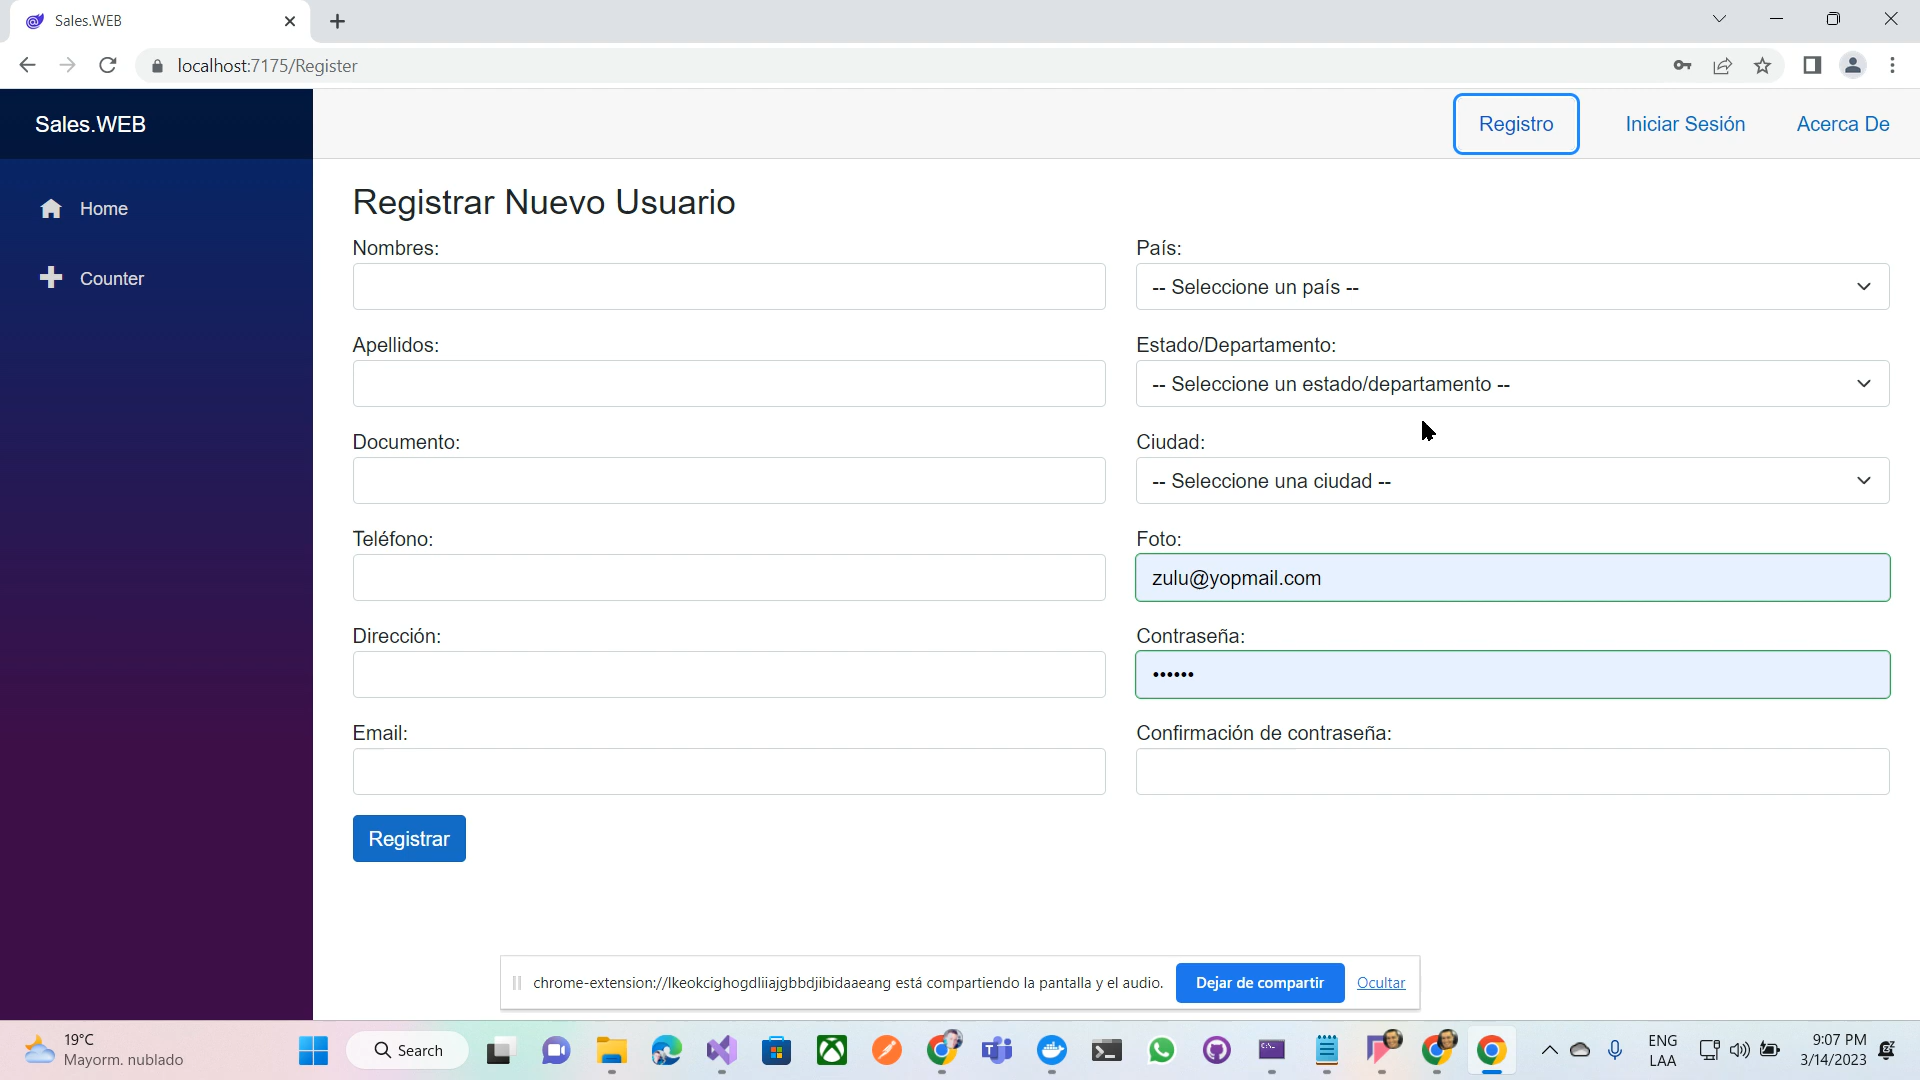 Sales.WEB
localhost:7175/Register
Sales.WEB
Registro
Iniciar Sesión
Acerca De
Home
Counter
Registrar Nuevo Usuario
Nombres:
País:
-- Seleccione un país --
Apellidos:
Estado/Departamento:
-- Seleccione un estado/departamento --
Documento:
Ciudad:
-- Seleccione una ciudad --
Teléfono:
Foto:
zulu@yopmail.com
Dirección:
Contraseña:
••••••
Email:
Confirmación de contraseña:
Registrar
chrome-extension://lkeokcighogdliiajgbbdjibidaaeang está compartiendo la pantalla y el audio.
Dejar de compartir
Ocultar
19°C
Mayorm. nublado
Search
ENG
LAA
9:07 PM
3/14/2023